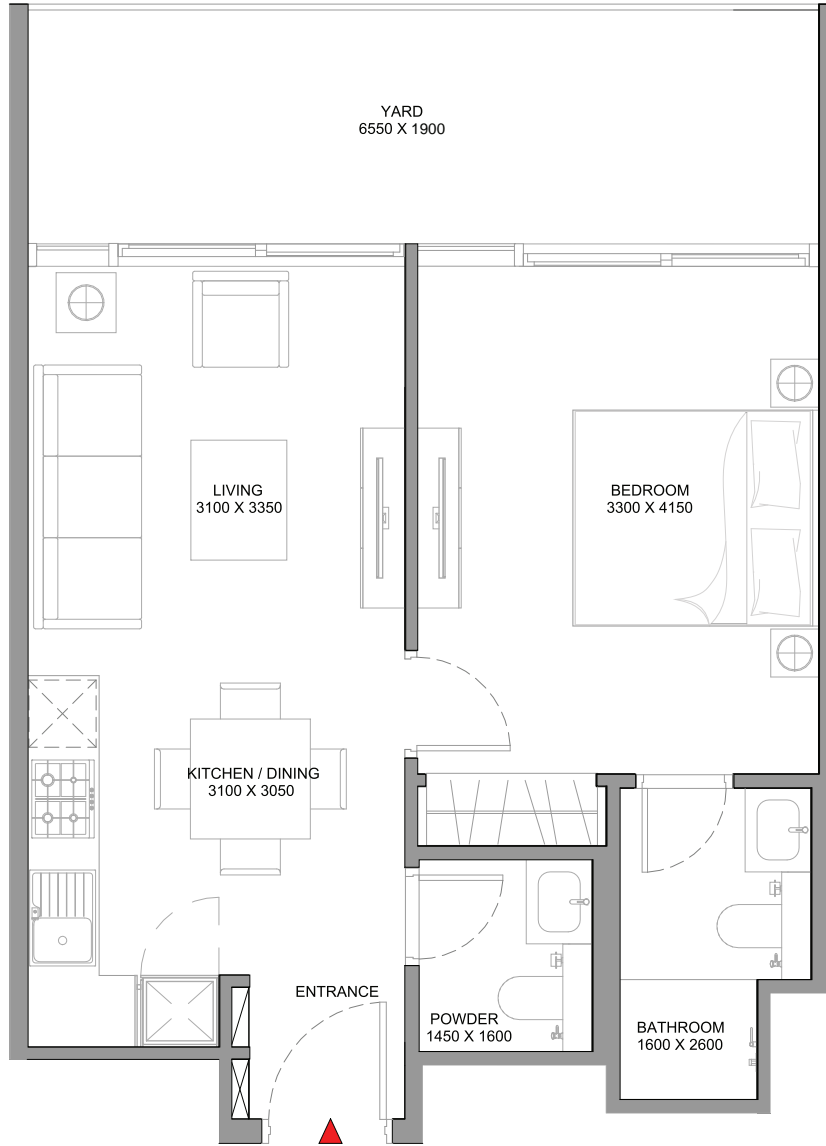 YARD
6550 X 1900
LIVING
3100 X 3350
BEDROOM
3300 X 4150
KITCHEN / DINING
3100 X 3050
ENTRANCE
POWDER
1450 X 1600
BATHROOM
1600 X 2600